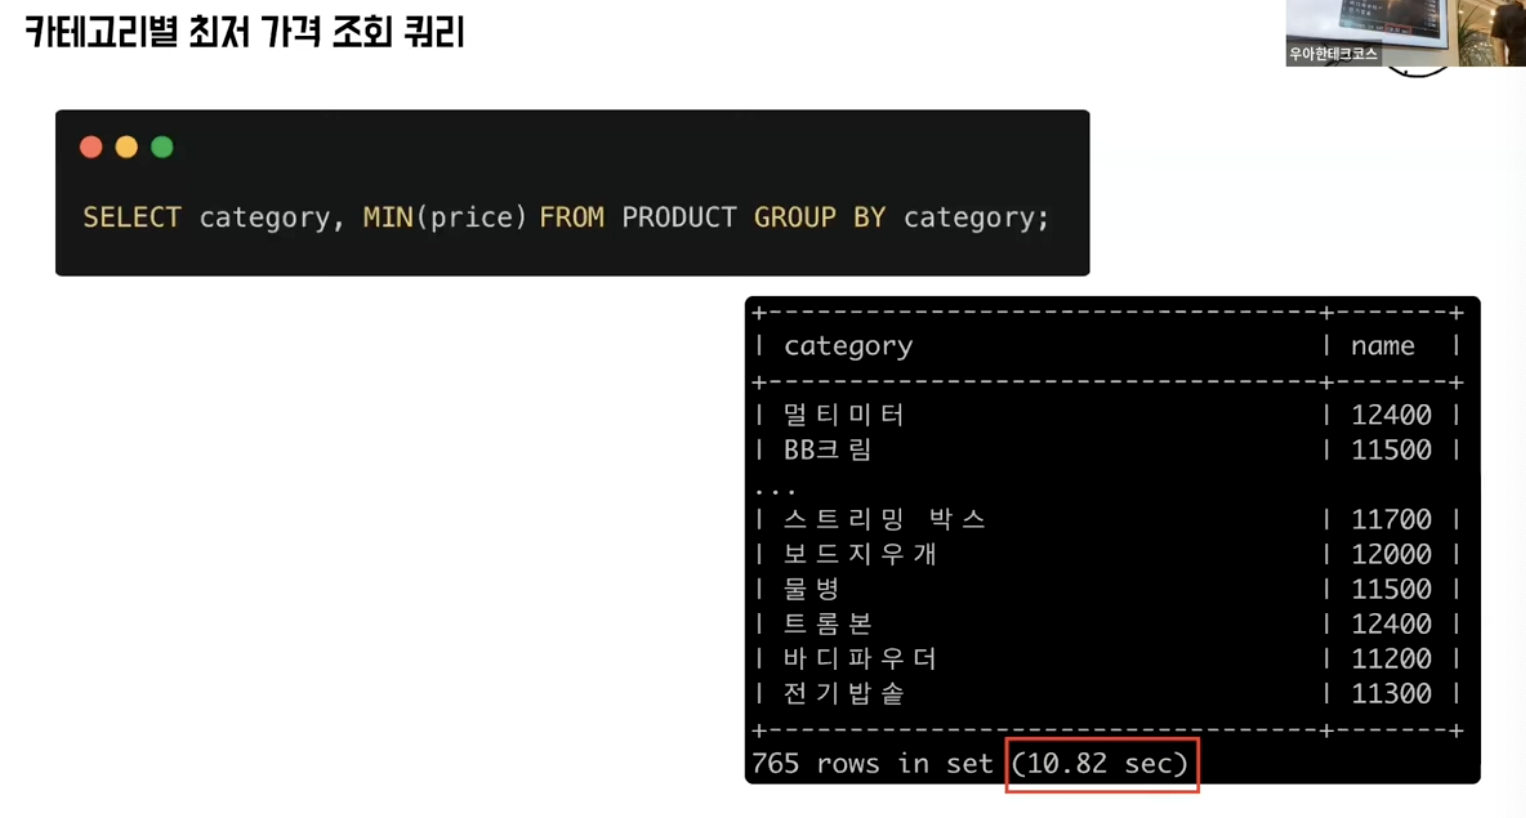 카테고리별 최저 가격 조회 쿼리
우아한테크코스
SELECT category, MIN(price) FROM PRODUCT GROUP BY category;
+----------------------------------+-------+
| category | name |
+----------------------------------+-------+
| 멀티미터 | 12400 |
| BB크림 | 11500 |
...
| 스트리밍 박스 | 11700 |
| 보드지우개 | 12000 |
| 물병 | 11500 |
| 트롬본 | 12400 |
| 바디파우더 | 11200 |
| 전기밥솥 | 11300 |
+----------------------------------+-------+
765 rows in set (10.82 sec)